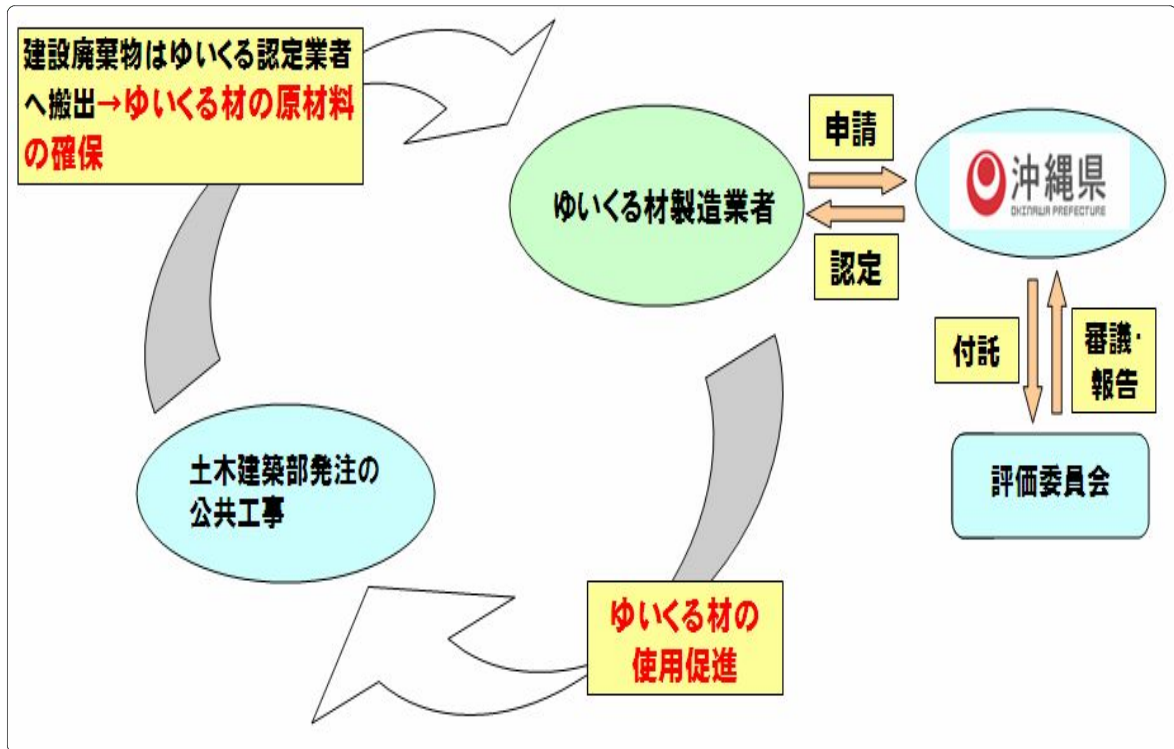 建設廃棄物はゆいくる認定業者
へ搬出→ゆいくる材の原材料
の確保
ゆいくる材製造業者
申請
認定
沖縄県
OKINAWA PREFECTURE
付託
審議・
報告
評価委員会
土木建築部発注の
公共工事
ゆいくる材の
使用促進